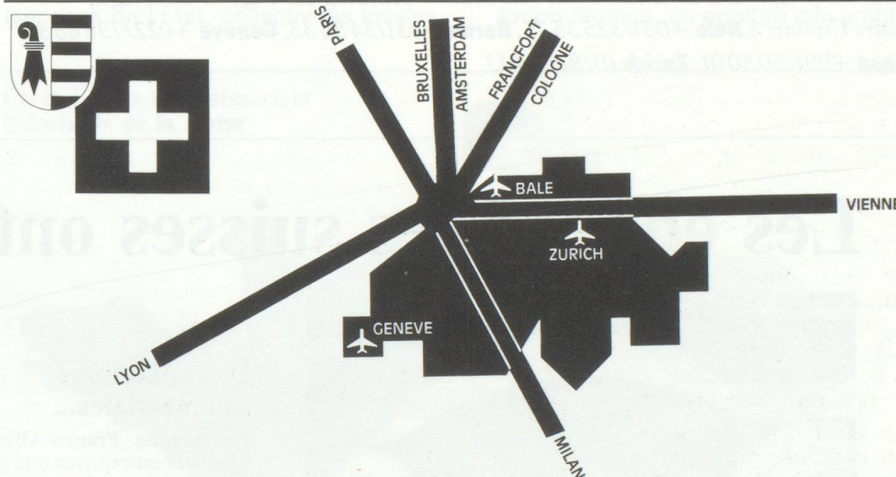 PARIS
BRUXELLES
AMSTERDAM
FRANCFORT
COLOGNE
BALE
VIENNE
ZURICH
GENEVE
LYON
MILAN